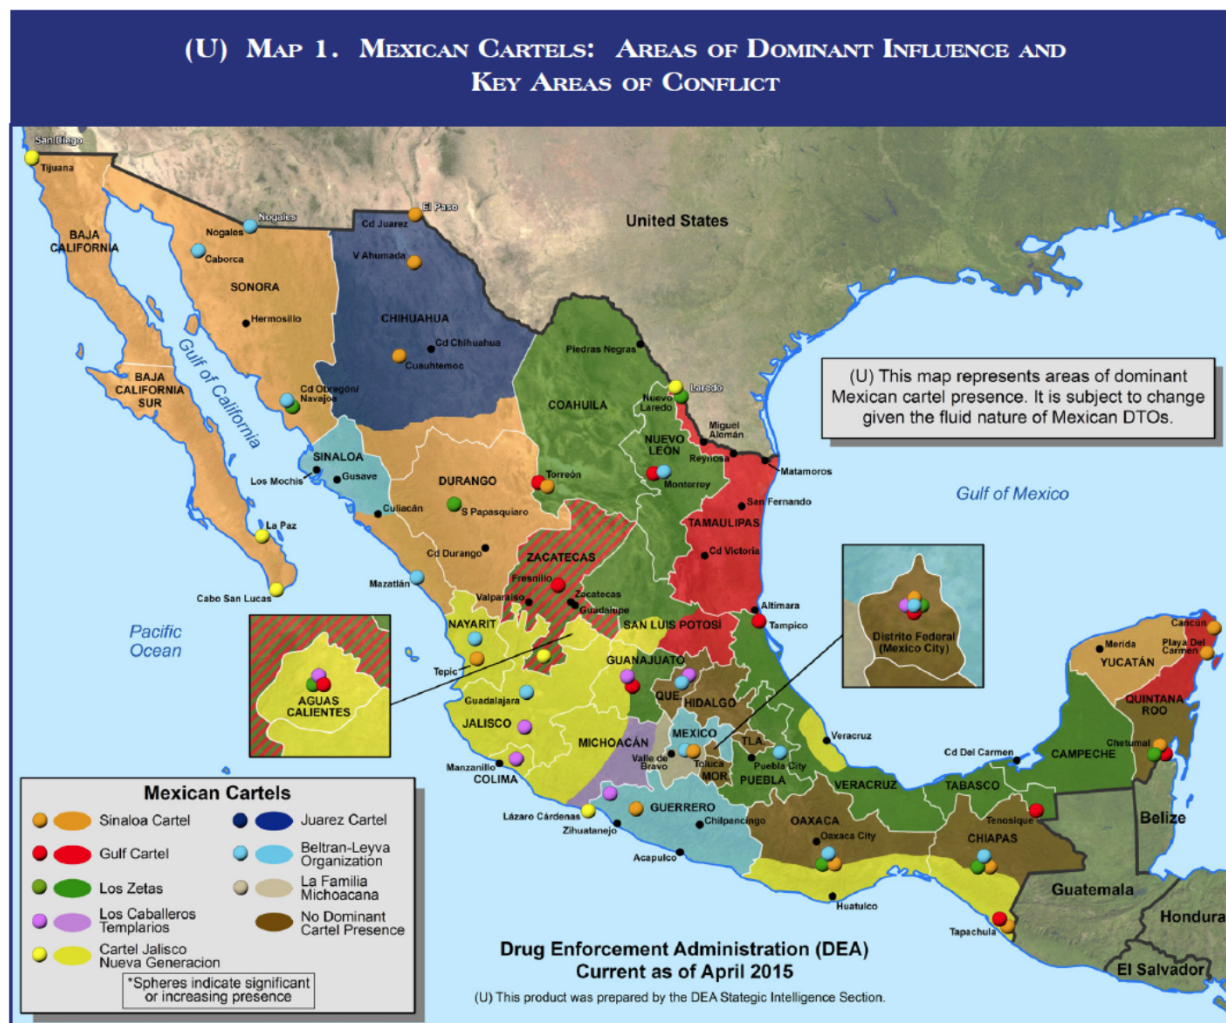 (U) MAP 1. MEXICAN CARTELS: AREAS OF DOMINANT INFLUENCE AND
KEY AREAS OF CONFLICT
San Diego
Tijuana
BAJA
CALIFORNIA
Nogales
Nogales
Caborca
SONORA
Hermosillo
El Paso
Cd Juarez
V Ahumada
CHIHUAHUA
Cd Chihuahua
Cuauhtemoc
United States
Gulf of California
BAJA
CALIFORNIA
SUR
Cd Obregón/
Navajoa
Piedras Negras
COAHUILA
Laredo
Nuevo
Laredo
Miguel
Alemán
NUEVO
LEÓN
Reynosa
Matamoros
Monterrey
(U) This map represents areas of dominant
Mexican cartel presence. It is subject to change
given the fluid nature of Mexican DTOs.
Gulf of Mexico
SINALOA
Los Mochis
Gusave
Culiacán
DURANGO
S Papasquiaro
Cd Durango
Torreón
San Fernando
TAMAULIPAS
Cd Victoria
La Paz
Cabo San Lucas
Mazatlán
ZACATECAS
Fresnillo
Valparaiso
Zacatecas
Guadalupe
Altimara
Tampico
SAN LUIS POTOSÍ
Pacific
Ocean
NAYARIT
Tepic
AGUAS
CALIENTES
Distrito Federal
(Mexico City)
Guadalajara
JALISCO
Manzanillo
COLIMA
GUANAJUATO
QUE
HIDALGO
MICHOACÁN
MEXICO
Valle de
Bravo
Toluca
MOR
TLA
Puebla City
PUEBLA
Veracruz
VERACRUZ
Cd Del Carmen
TABASCO
CAMPECHE
Merida
YUCATÁN
Cancún
Playa Del
Carmen
QUINTANA
ROO
Chetumal
Belize
Lázaro Cárdenas
Zihuatanejo
GUERRERO
Chilpancingo
Acapulco
OAXACA
Oaxaca City
Huatulco
CHIAPAS
Tenosique
Tapachula
Guatemala
Hondura
El Salvador
Mexican Cartels
Sinaloa Cartel
Juarez Cartel
Gulf Cartel
Beltran-Leyva
Organization
Los Zetas
La Familia
Michoacana
Los Caballeros
Templarios
No Dominant
Cartel Presence
Cartel Jalisco
Nueva Generacion
*Spheres indicate significant
or increasing presence
Drug Enforcement Administration (DEA)
Current as of April 2015
(U) This product was prepared by the DEA Stategic Intelligence Section.